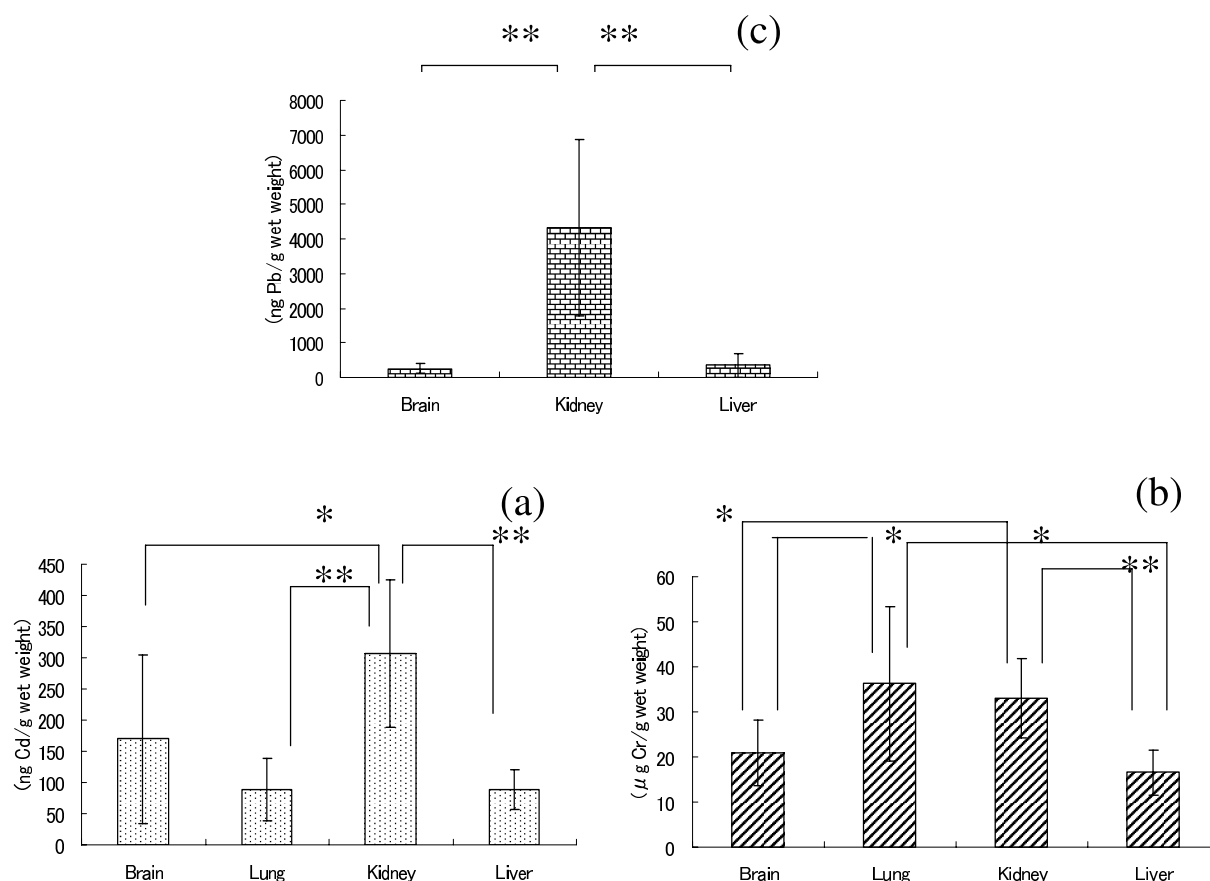 ** ** (c)
8000
7000
6000
5000
4000
3000
2000
1000
0
(ng Pb/g wet weight)
Brain Kidney Liver
(a)
* **
**
450
400
350
300
250
200
150
100
50
0
(ng Cd/g wet weight)
Brain Lung Kidney Liver
(b)
* * *
**
60
50
40
30
20
10
0
(μg Cr/g wet weight)
Brain Lung Kidney Liver